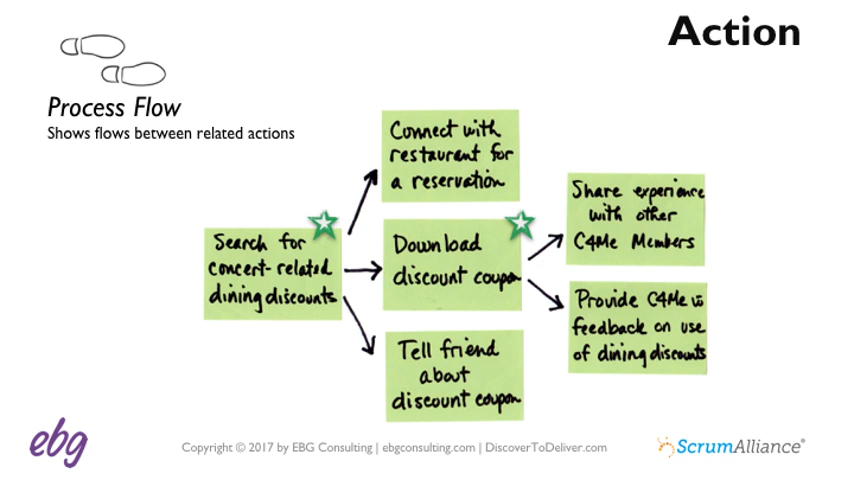 Action
Process Flow
Shows flows between related actions
Connect with
restaurant for
a reservation
Search for
concert-related
dining discounts
Download
discount coupon
Tell friend
about
discount coupon
Share experience
with other
C4Me Members
Provide C4Me w
feedback on use
of dining discounts
ebg
Copyright © 2017 by EBG Consulting | ebgconsulting.com | DiscoverToDeliver.com
ScrumAlliance®